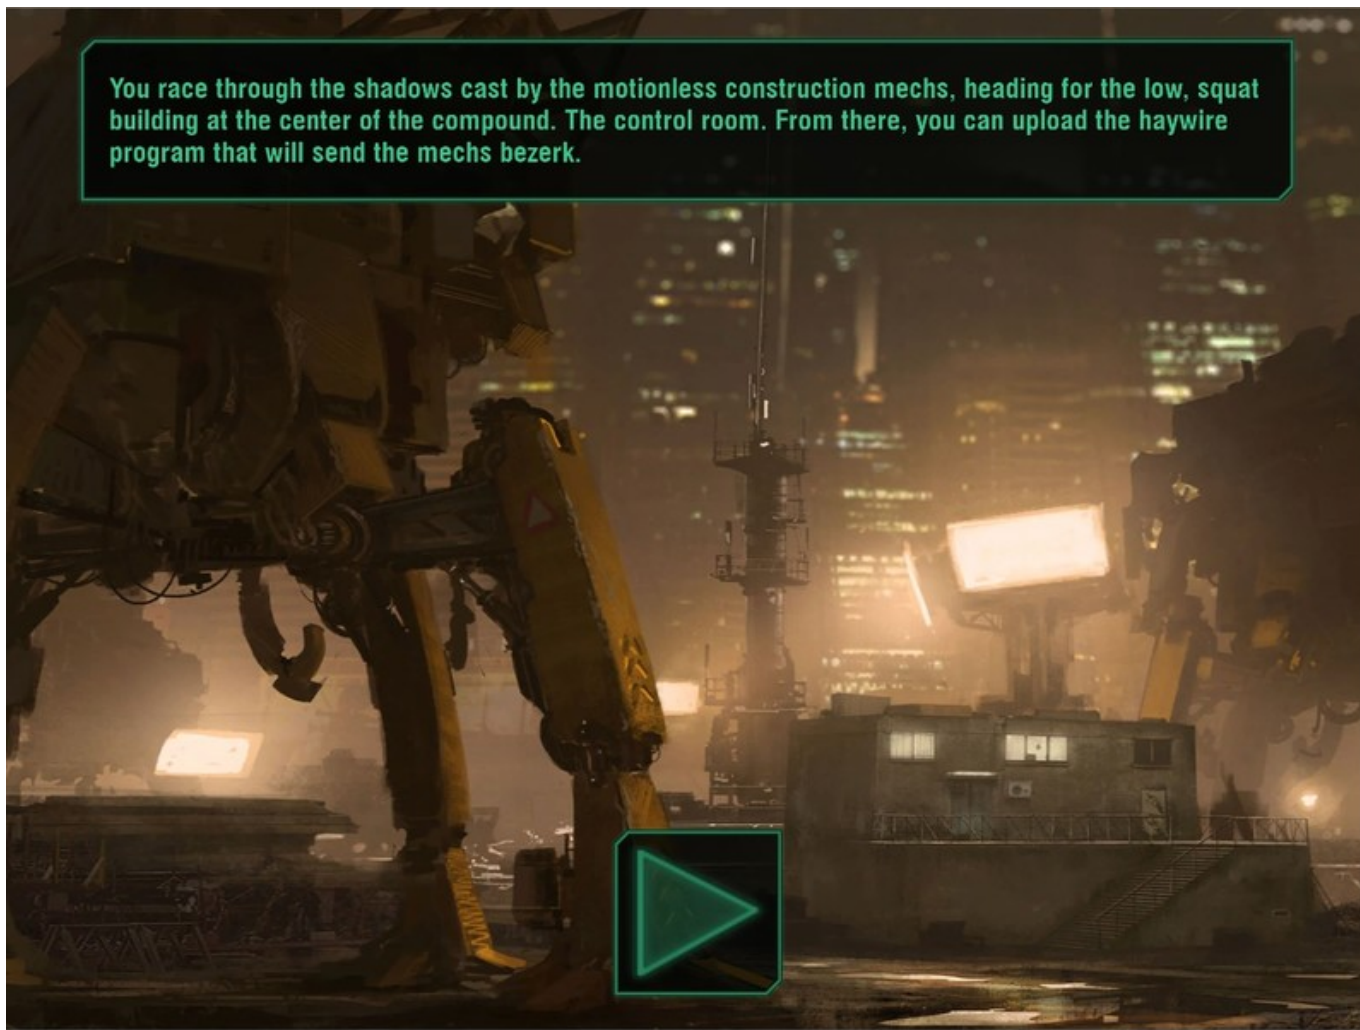 You race through the shadows cast by the motionless construction mechs, heading for the low, squat
building at the center of the compound. The control room. From there, you can upload the haywire
program that will send the mechs bezerk.